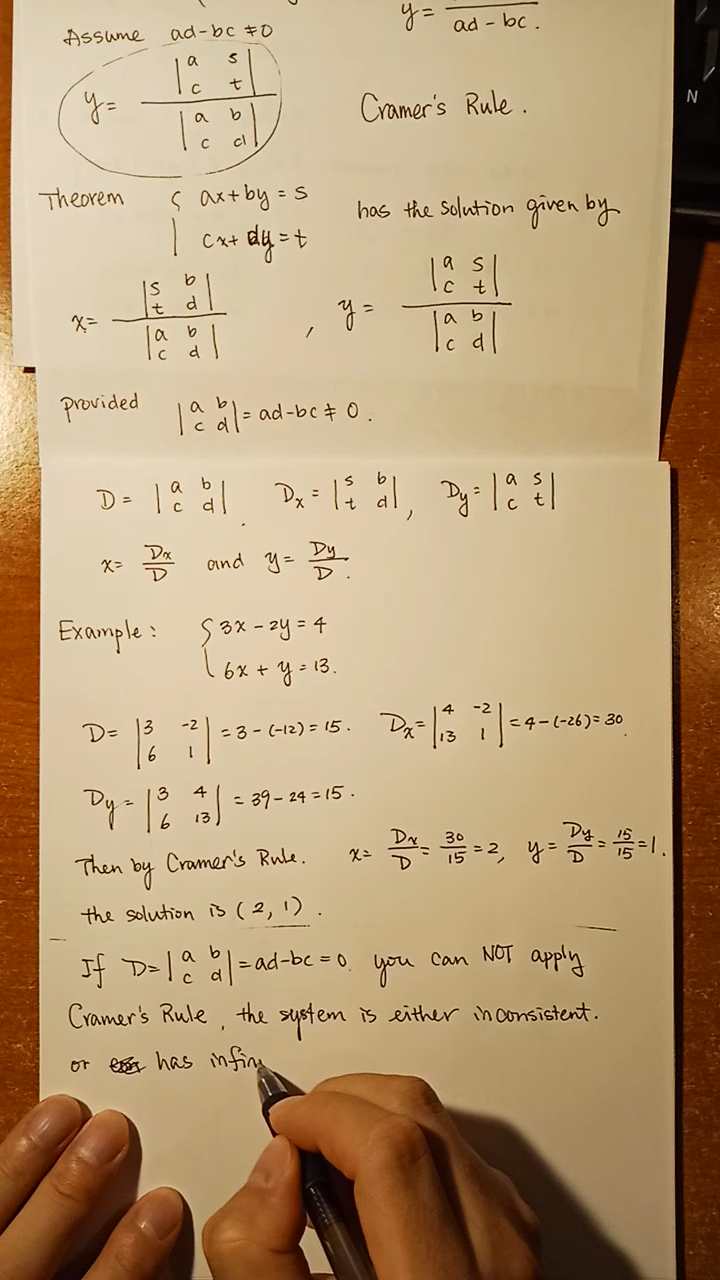 y = ――― / ad - bc.
Assume ad - bc ≠ 0
y = |a s; c t| / |a b; c d|
Cramer's Rule.
Theorem { ax + by = s
cx + dy = t
has the solution given by
x = |s b; t d| / |a b; c d| , y = |a s; c t| / |a b; c d|
provided |a b; c d| = ad - bc ≠ 0.
D = |a b; c d|. Dx = |s b; t d|, Dy = |a s; c t|
x = Dx/D and y = Dy/D.
Example: { 3x - 2y = 4
6x + y = 13.
D = |3 -2; 6 1| = 3 - (-12) = 15. Dx = |4 -2; 13 1| = 4 - (-26) = 30.
Dy = |3 4; 6 13| = 39 - 24 = 15.
Then by Cramer's Rule. x = Dx/D = 30/15 = 2, y = Dy/D = 15/15 = 1.
the solution is (2, 1).
If D = |a b; c d| = ad - bc = 0. you can NOT apply
Cramer's Rule, the system is either inconsistent.
or has infin
N